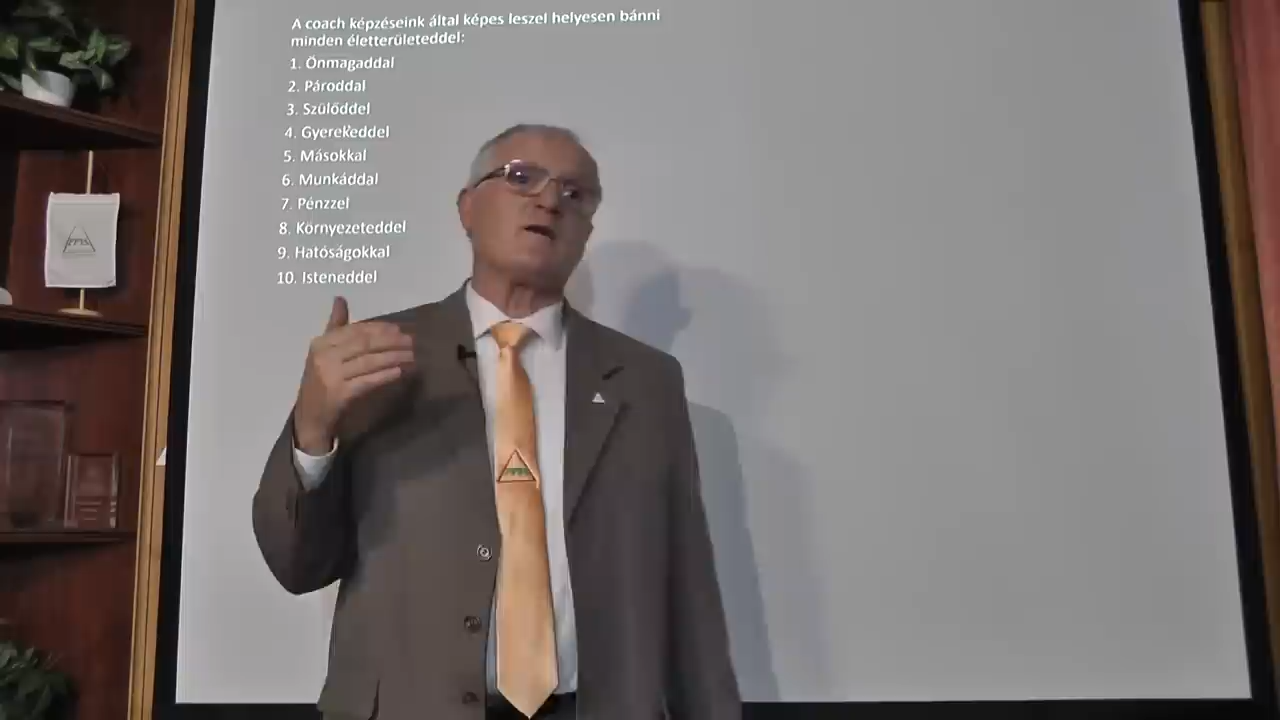 A coach képzéseink által képes leszel helyesen bánni
minden életterületeddel:
1. Önmagaddal
2. Pároddal
3. Szülőddel
4. Gyerekeddel
5. Másokkal
6. Munkáddal
7. Pénzzel
8. Környezeteddel
9. Hatóságokkal
10. Isteneddel